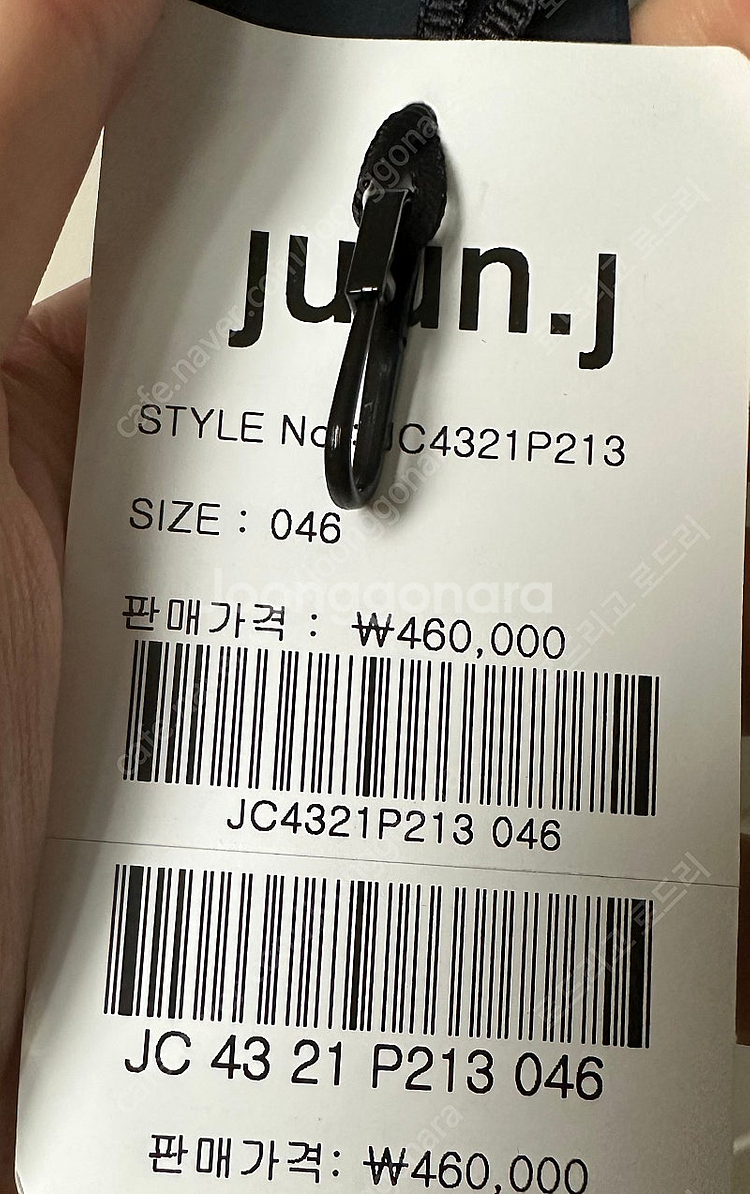 juun.j
STYLE No : JC4321P213
SIZE : 046
판매가격 : ₩460,000
JC4321P213 046
JC 43 21 P213 046
판매가격: ₩460,000
joonggonara